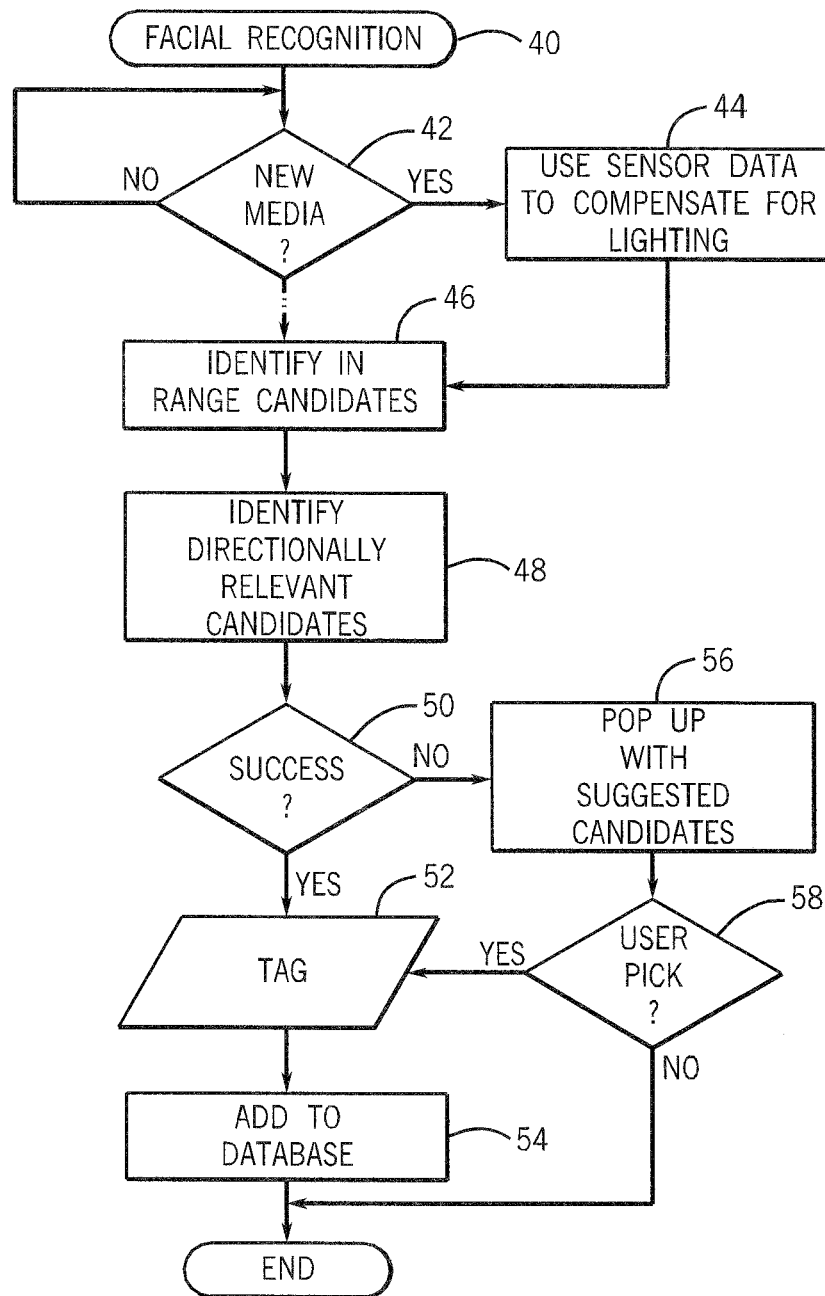 FACIAL RECOGNITION
40
42
NEW
MEDIA
?
NO
YES
44
USE SENSOR DATA
TO COMPENSATE FOR
LIGHTING
46
IDENTIFY IN
RANGE CANDIDATES
IDENTIFY
DIRECTIONALLY
RELEVANT
CANDIDATES
48
50
SUCCESS
?
NO
YES
56
POP UP
WITH
SUGGESTED
CANDIDATES
52
TAG
58
USER
PICK
?
YES
NO
ADD TO
DATABASE
54
END